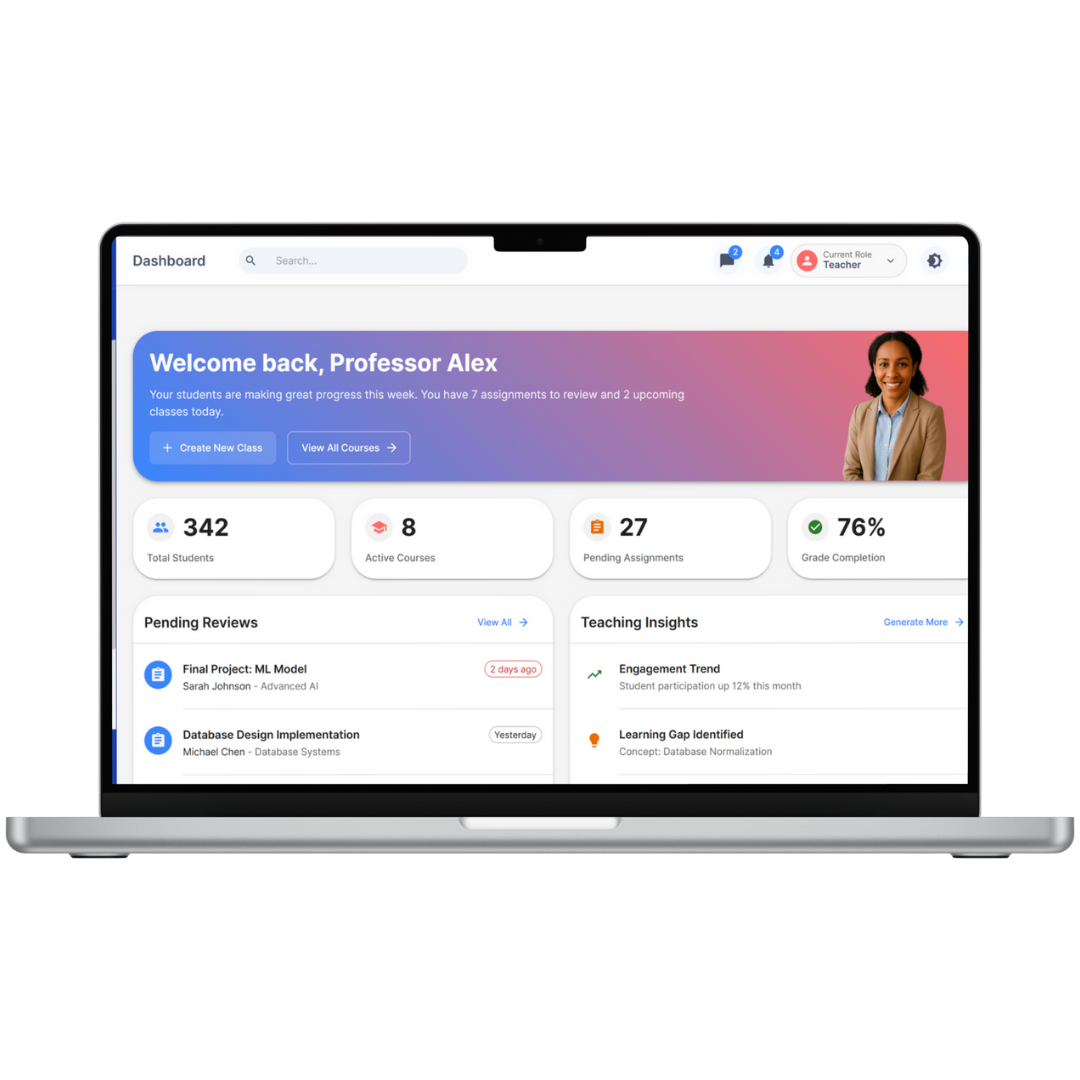 Dashboard
Search...
2
4
Current Role
Teacher
Welcome back, Professor Alex
Your students are making great progress this week. You have 7 assignments to review and 2 upcoming
classes today.
+ Create New Class
View All Courses →
342
Total Students
8
Active Courses
27
Pending Assignments
76%
Grade Completion
Pending Reviews
View All →
Final Project: ML Model
2 days ago
Sarah Johnson - Advanced AI
Database Design Implementation
Yesterday
Michael Chen - Database Systems
Teaching Insights
Generate More →
Engagement Trend
Student participation up 12% this month
Learning Gap Identified
Concept: Database Normalization